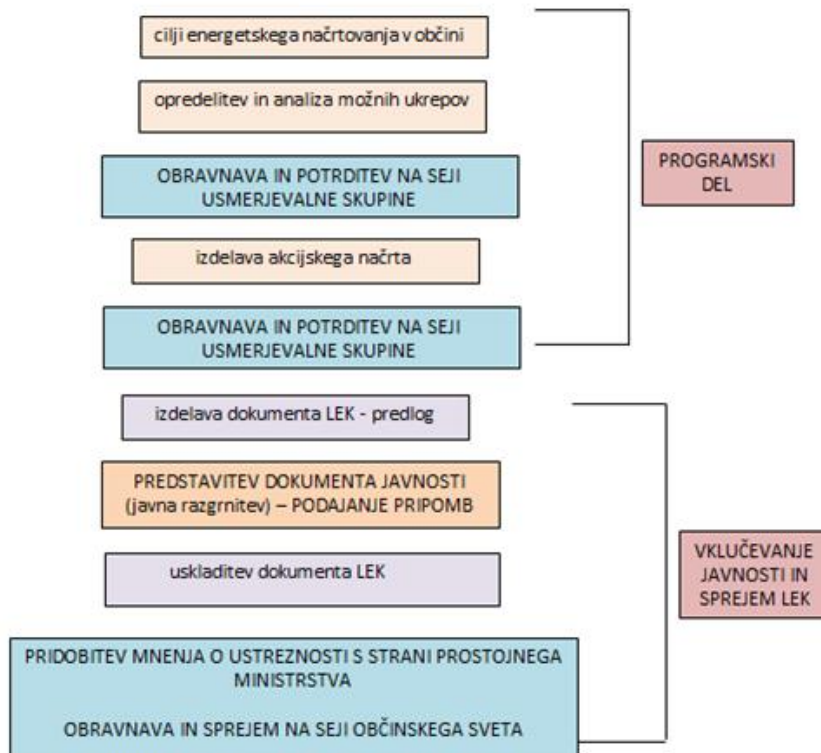 cilji energetskega načrtovanja v občini
opredelitev in analiza možnih ukrepov
OBRAVNAVA IN POTRDITEV NA SEJI
USMERJEVALNE SKUPINE
PROGRAMSKI
DEL
izdelava akcijskega načrta
OBRAVNAVA IN POTRDITEV NA SEJI
USMERJEVALNE SKUPINE
izdelava dokumenta LEK - predlog
PREDSTAVITEV DOKUMENTA JAVNOSTI
(javna razgrnitev) – PODAJANJE PRIPOMB
uskladitev dokumenta LEK
VKLUČEVANJE
JAVNOSTI IN
SPREJEM LEK
PRIDOBITEV MNENJA O USTREZNOSTI S STRANI PROSTOJNEGA
MINISTRSTVA
OBRAVNAVA IN SPREJEM NA SEJI OBČINSKEGA SVETA